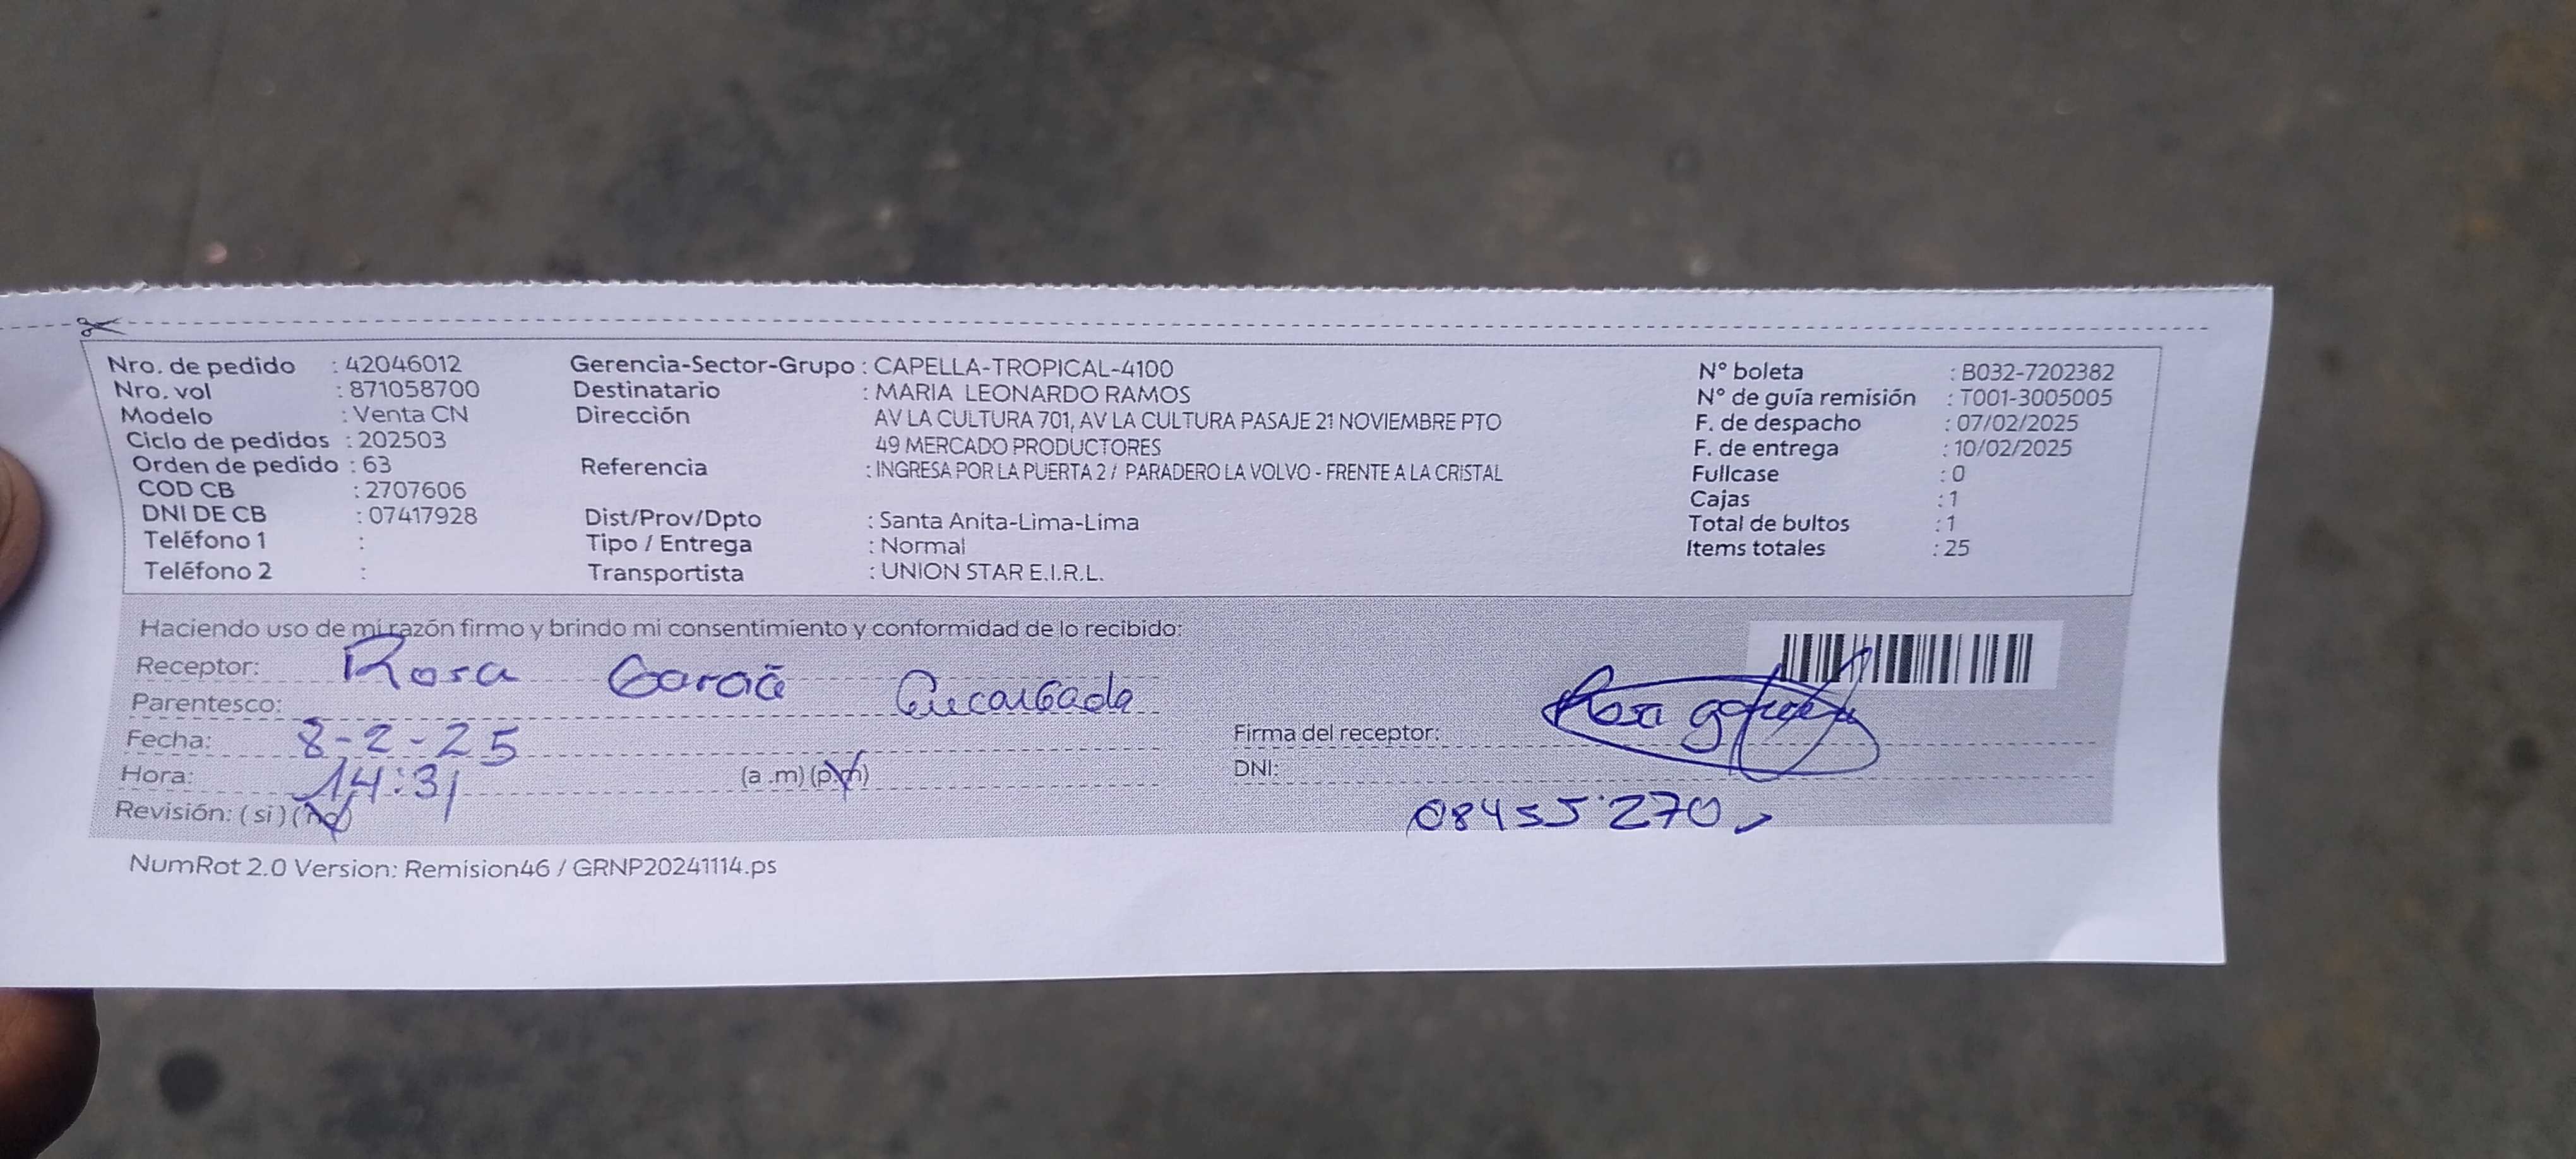 Nro. de pedido : 42046012
Nro. vol : 871058700
Modelo : Venta CN
Ciclo de pedidos : 202503
Orden de pedido : 63
COD CB : 2707606
DNI DE CB : 07417928
Teléfono 1 :
Teléfono 2 :
Gerencia-Sector-Grupo : CAPELLA-TROPICAL-4100
Destinatario : MARIA LEONARDO RAMOS
Dirección AV LA CULTURA 701, AV LA CULTURA PASAJE 21 NOVIEMBRE PTO
49 MERCADO PRODUCTORES
Referencia : INGRESA POR LA PUERTA 2 / PARADERO LA VOLVO - FRENTE A LA CRISTAL
Dist/Prov/Dpto : Santa Anita-Lima-Lima
Tipo / Entrega : Normal
Transportista : UNION STAR E.I.R.L.
N° boleta : B032-7202382
N° de guía remisión : T001-3005005
F. de despacho : 07/02/2025
F. de entrega : 10/02/2025
Fullcase : 0
Cajas : 1
Total de bultos : 1
Items totales : 25
Haciendo uso de mi razón firmo y brindo mi consentimiento y conformidad de lo recibido:
Receptor: Rosa
Parentesco:
Fecha: 8-2-25
Hora: 14:31 (a .m) (p.m)
Revisión: ( si ) ( no )
Firma del receptor: Rosa
DNI:
08455270
NumRot 2.0 Version: Remision46 / GRNP20241114.ps